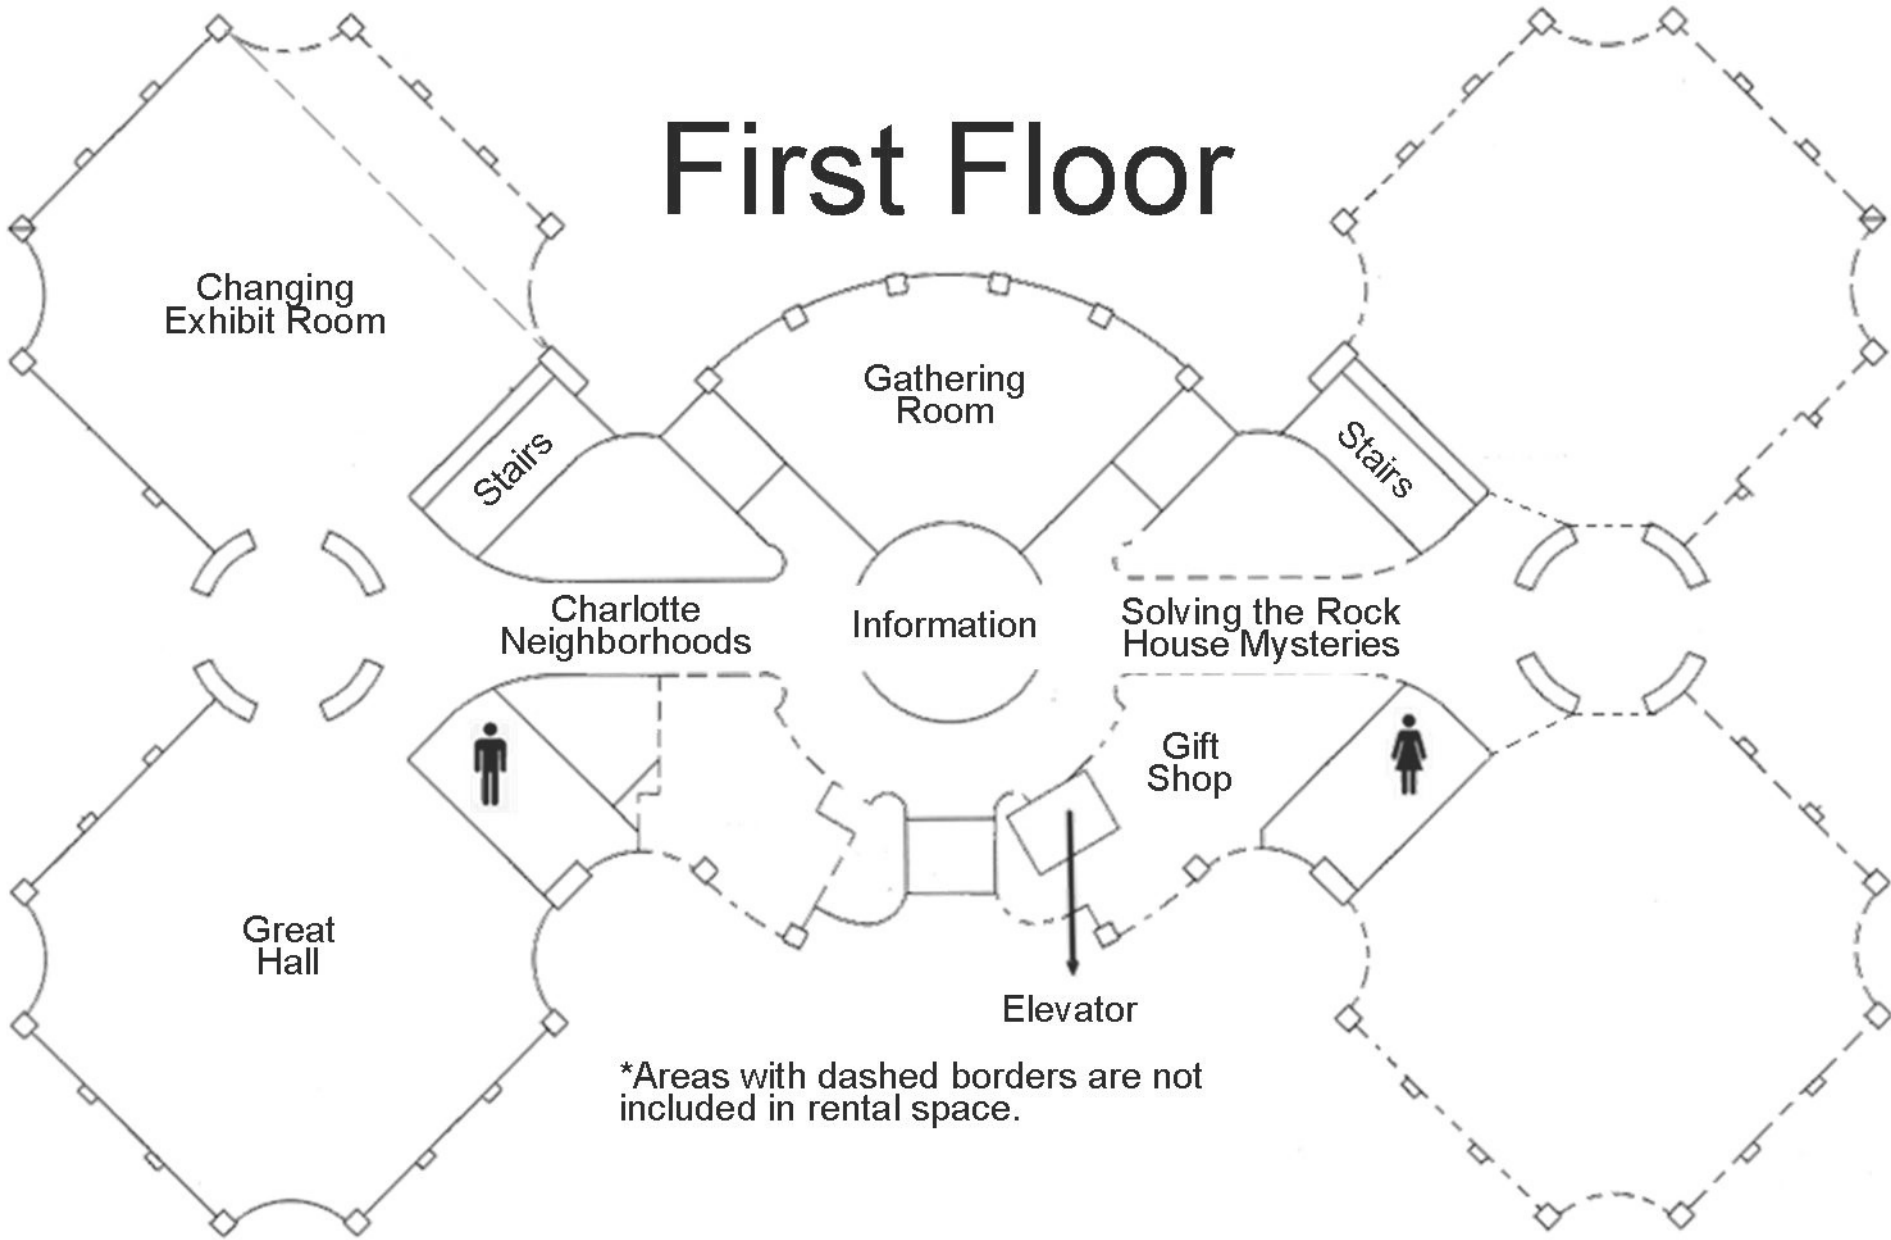 First Floor
Changing
Exhibit Room
Gathering
Room
Stairs
Stairs
Charlotte
Neighborhoods
Information
Solving the Rock
House Mysteries
Gift
Shop
Great
Hall
Elevator
*Areas with dashed borders are not
included in rental space.